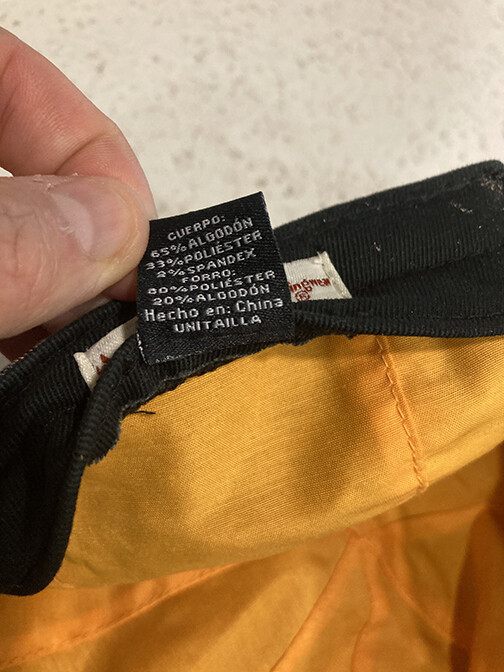 CUERPO:
65% ALGODÓN
33% POLIÉSTER
2% SPANDEX
FORRO:
80% POLIÉSTER
20% ALGODÓN
Hecho en: China
UNITAILLA